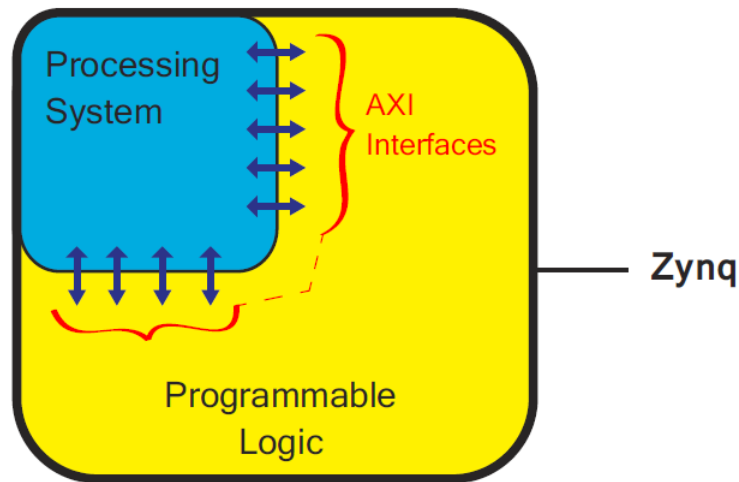 Processing
System
AXI
Interfaces
Zynq
Programmable
Logic